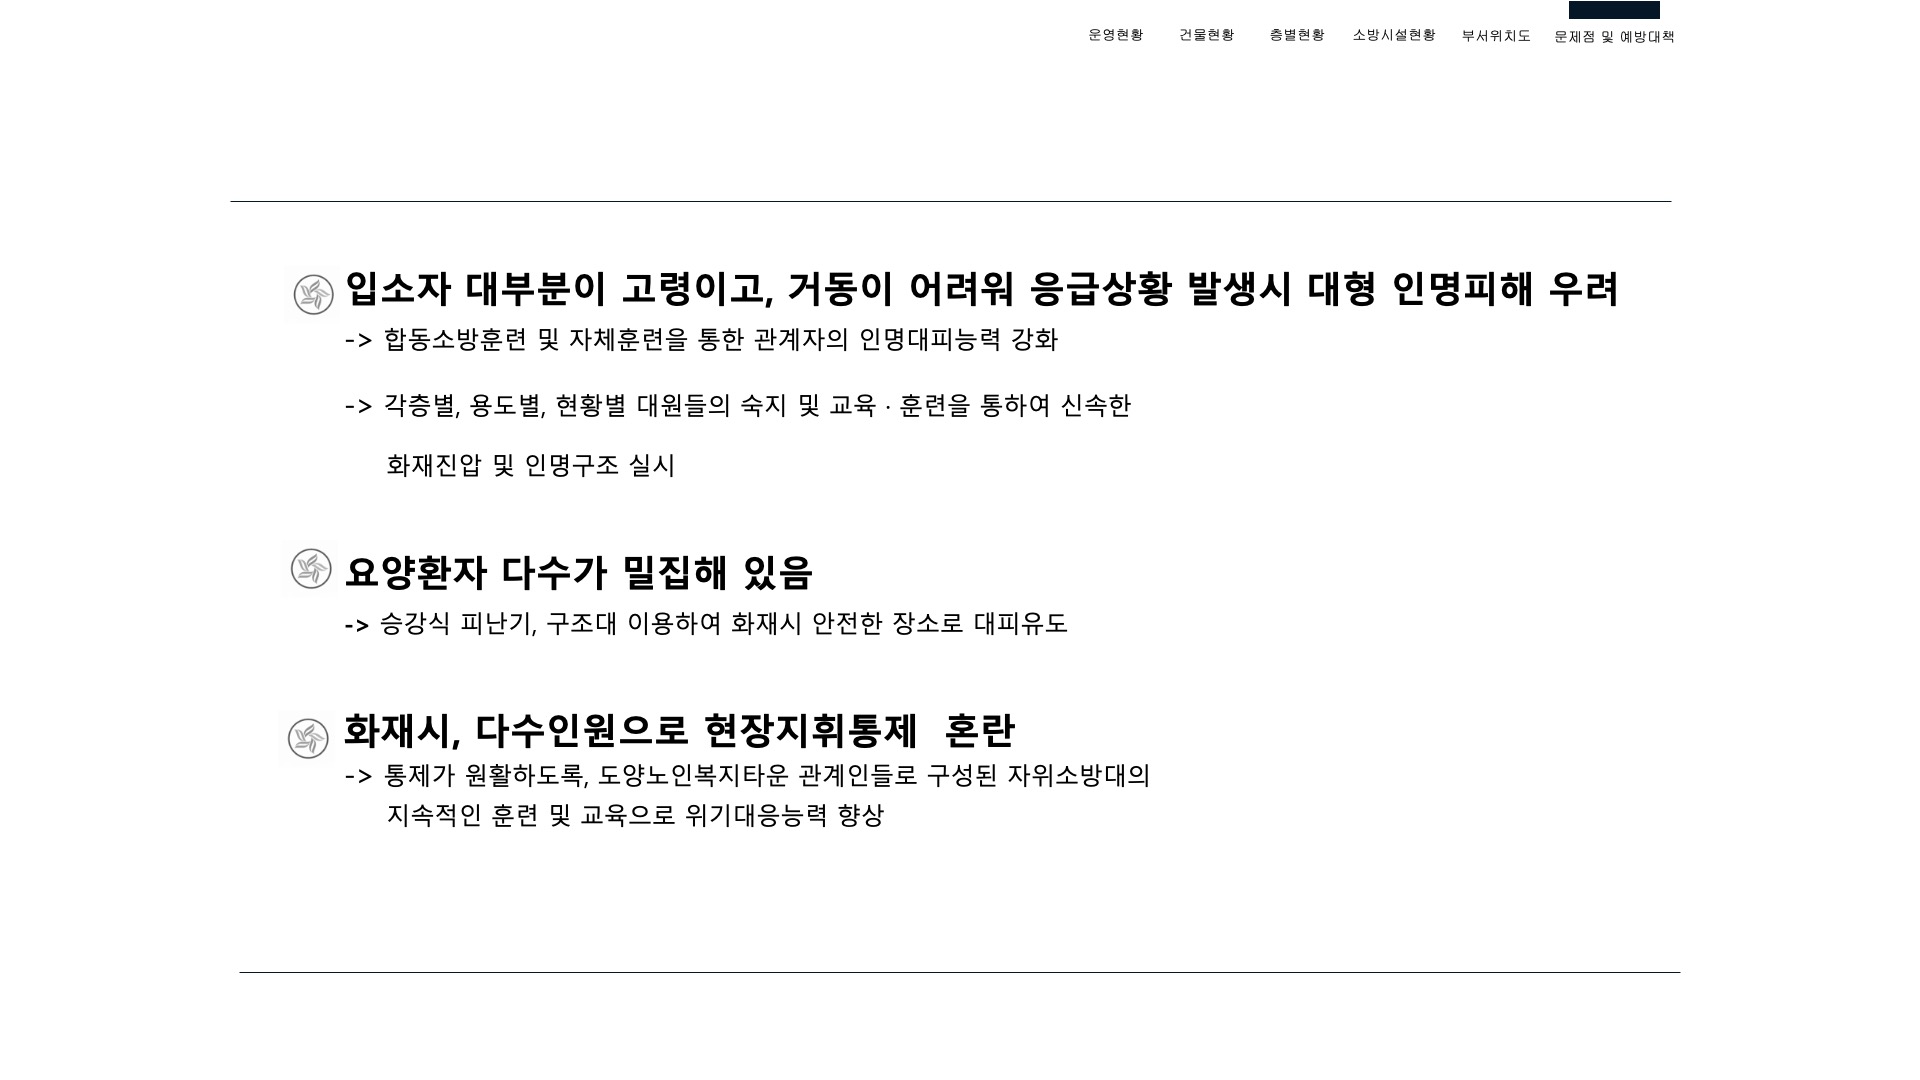 운영현황 건물현황 층별현황 소방시설현황 부서위치도 문제점 및 예방대책
입소자 대부분이 고령이고, 거동이 어려워 응급상황 발생시 대형 인명피해 우려
-> 합동소방훈련 및 자체훈련을 통한 관계자의 인명대피능력 강화
-> 각층별, 용도별, 현황별 대원들의 숙지 및 교육 · 훈련을 통하여 신속한
화재진압 및 인명구조 실시
요양환자 다수가 밀집해 있음
-> 승강식 피난기, 구조대 이용하여 화재시 안전한 장소로 대피유도
화재시, 다수인원으로 현장지휘통제 혼란
-> 통제가 원활하도록, 도양노인복지타운 관계인들로 구성된 자위소방대의
지속적인 훈련 및 교육으로 위기대응능력 향상